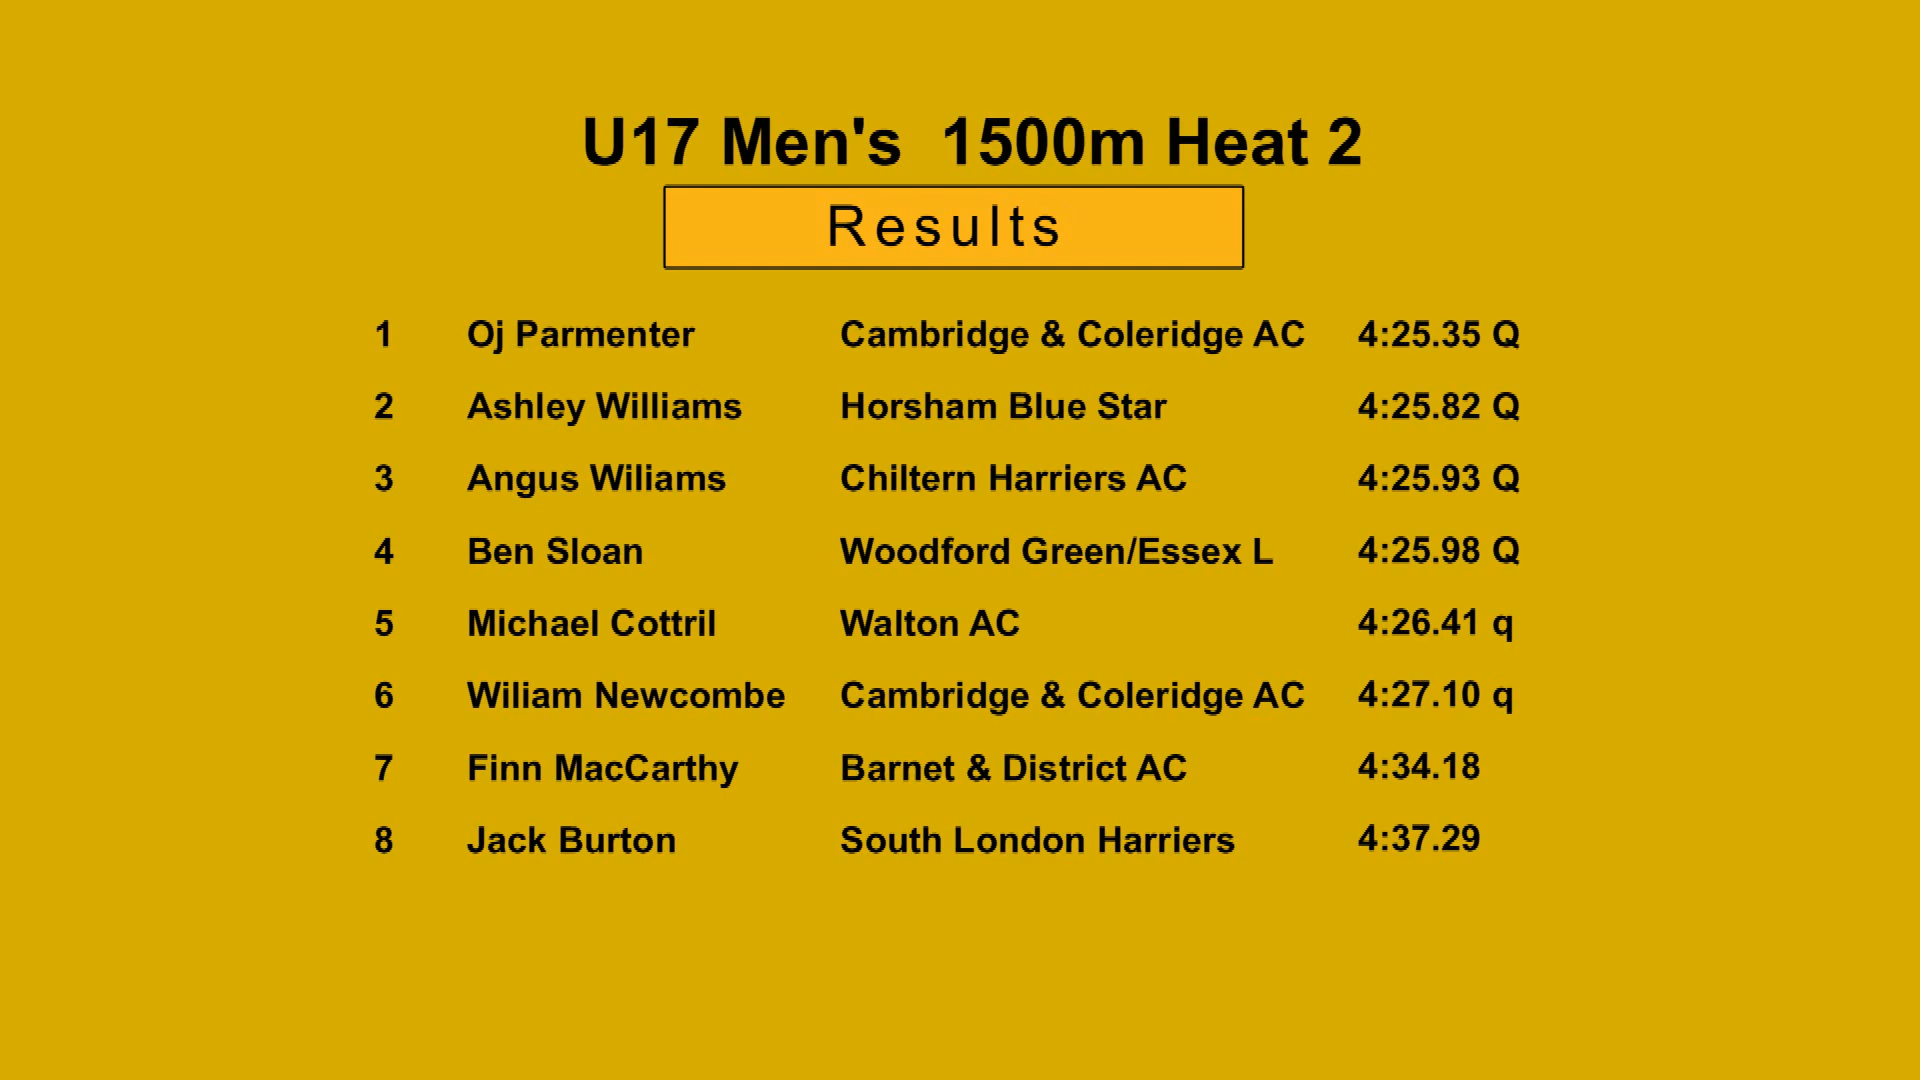 U17 Men's  1500m Heat 2
Results
1 Oj Parmenter Cambridge & Coleridge AC 4:25.35 Q
2 Ashley Williams Horsham Blue Star 4:25.82 Q
3 Angus Wiliams Chiltern Harriers AC 4:25.93 Q
4 Ben Sloan Woodford Green/Essex L 4:25.98 Q
5 Michael Cottril Walton AC 4:26.41 q
6 Wiliam Newcombe Cambridge & Coleridge AC 4:27.10 q
7 Finn MacCarthy Barnet & District AC 4:34.18
8 Jack Burton South London Harriers 4:37.29